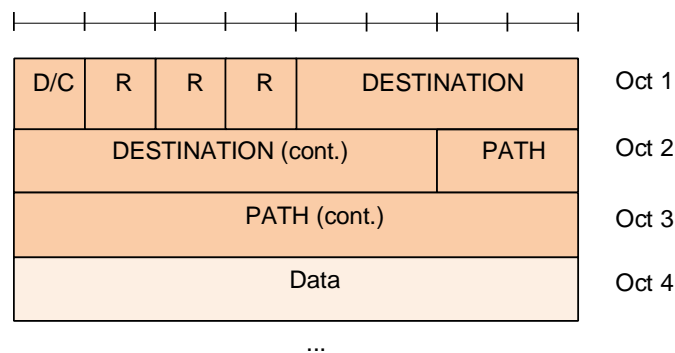 D/C R R R DESTINATION Oct 1
DESTINATION (cont.) PATH Oct 2
PATH (cont.) Oct 3
Data Oct 4
...